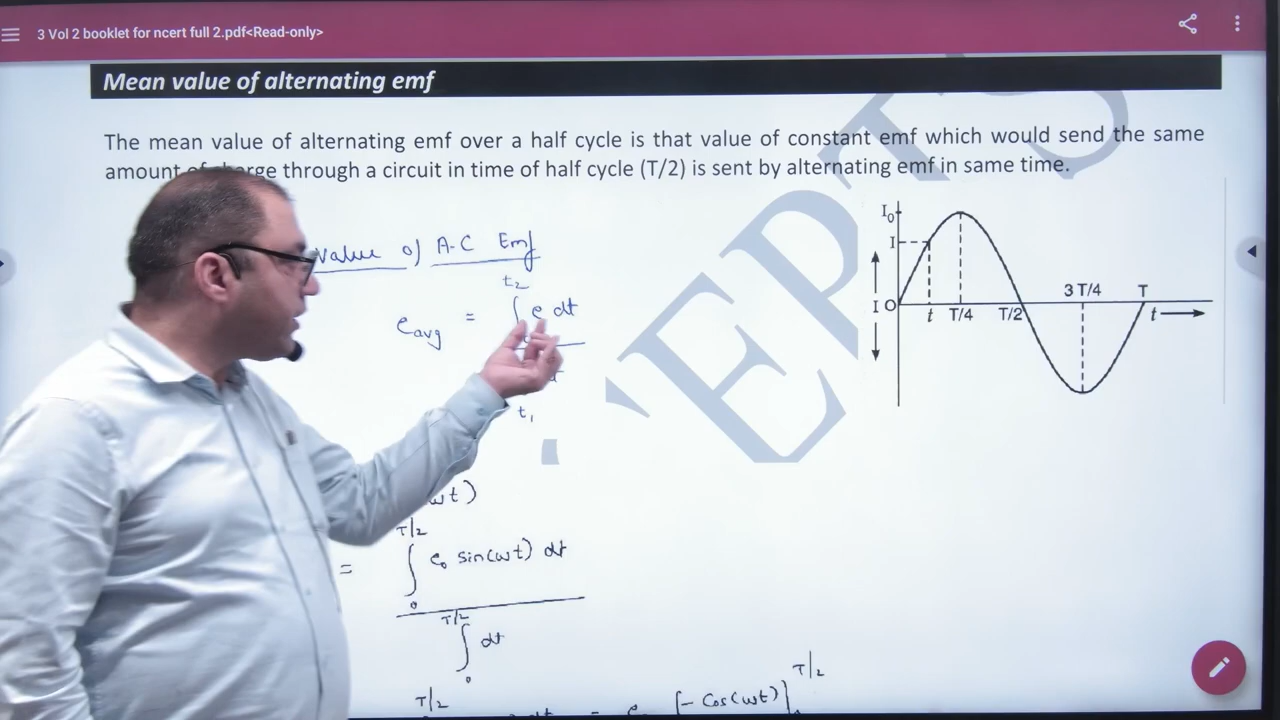 3 Vol 2 booklet for ncert full 2.pdf<Read-only>
Mean value of alternating emf
The mean value of alternating emf over a half cycle is that value of constant emf which would send the same
amount through a circuit in time of half cycle (T/2) is sent by alternating emf in same time.
Value of A-C Emf
t₂
e_avg = ∫ e dt
t₁
ωt)
T/2
= ∫ e₀ sin(ωt) dt
0
T/2
∫ dt
0
T/2
= [-Cos(ωt)] T/2
I₀
I
I O
t T/4 T/2 3 T/4 T t
EPTS